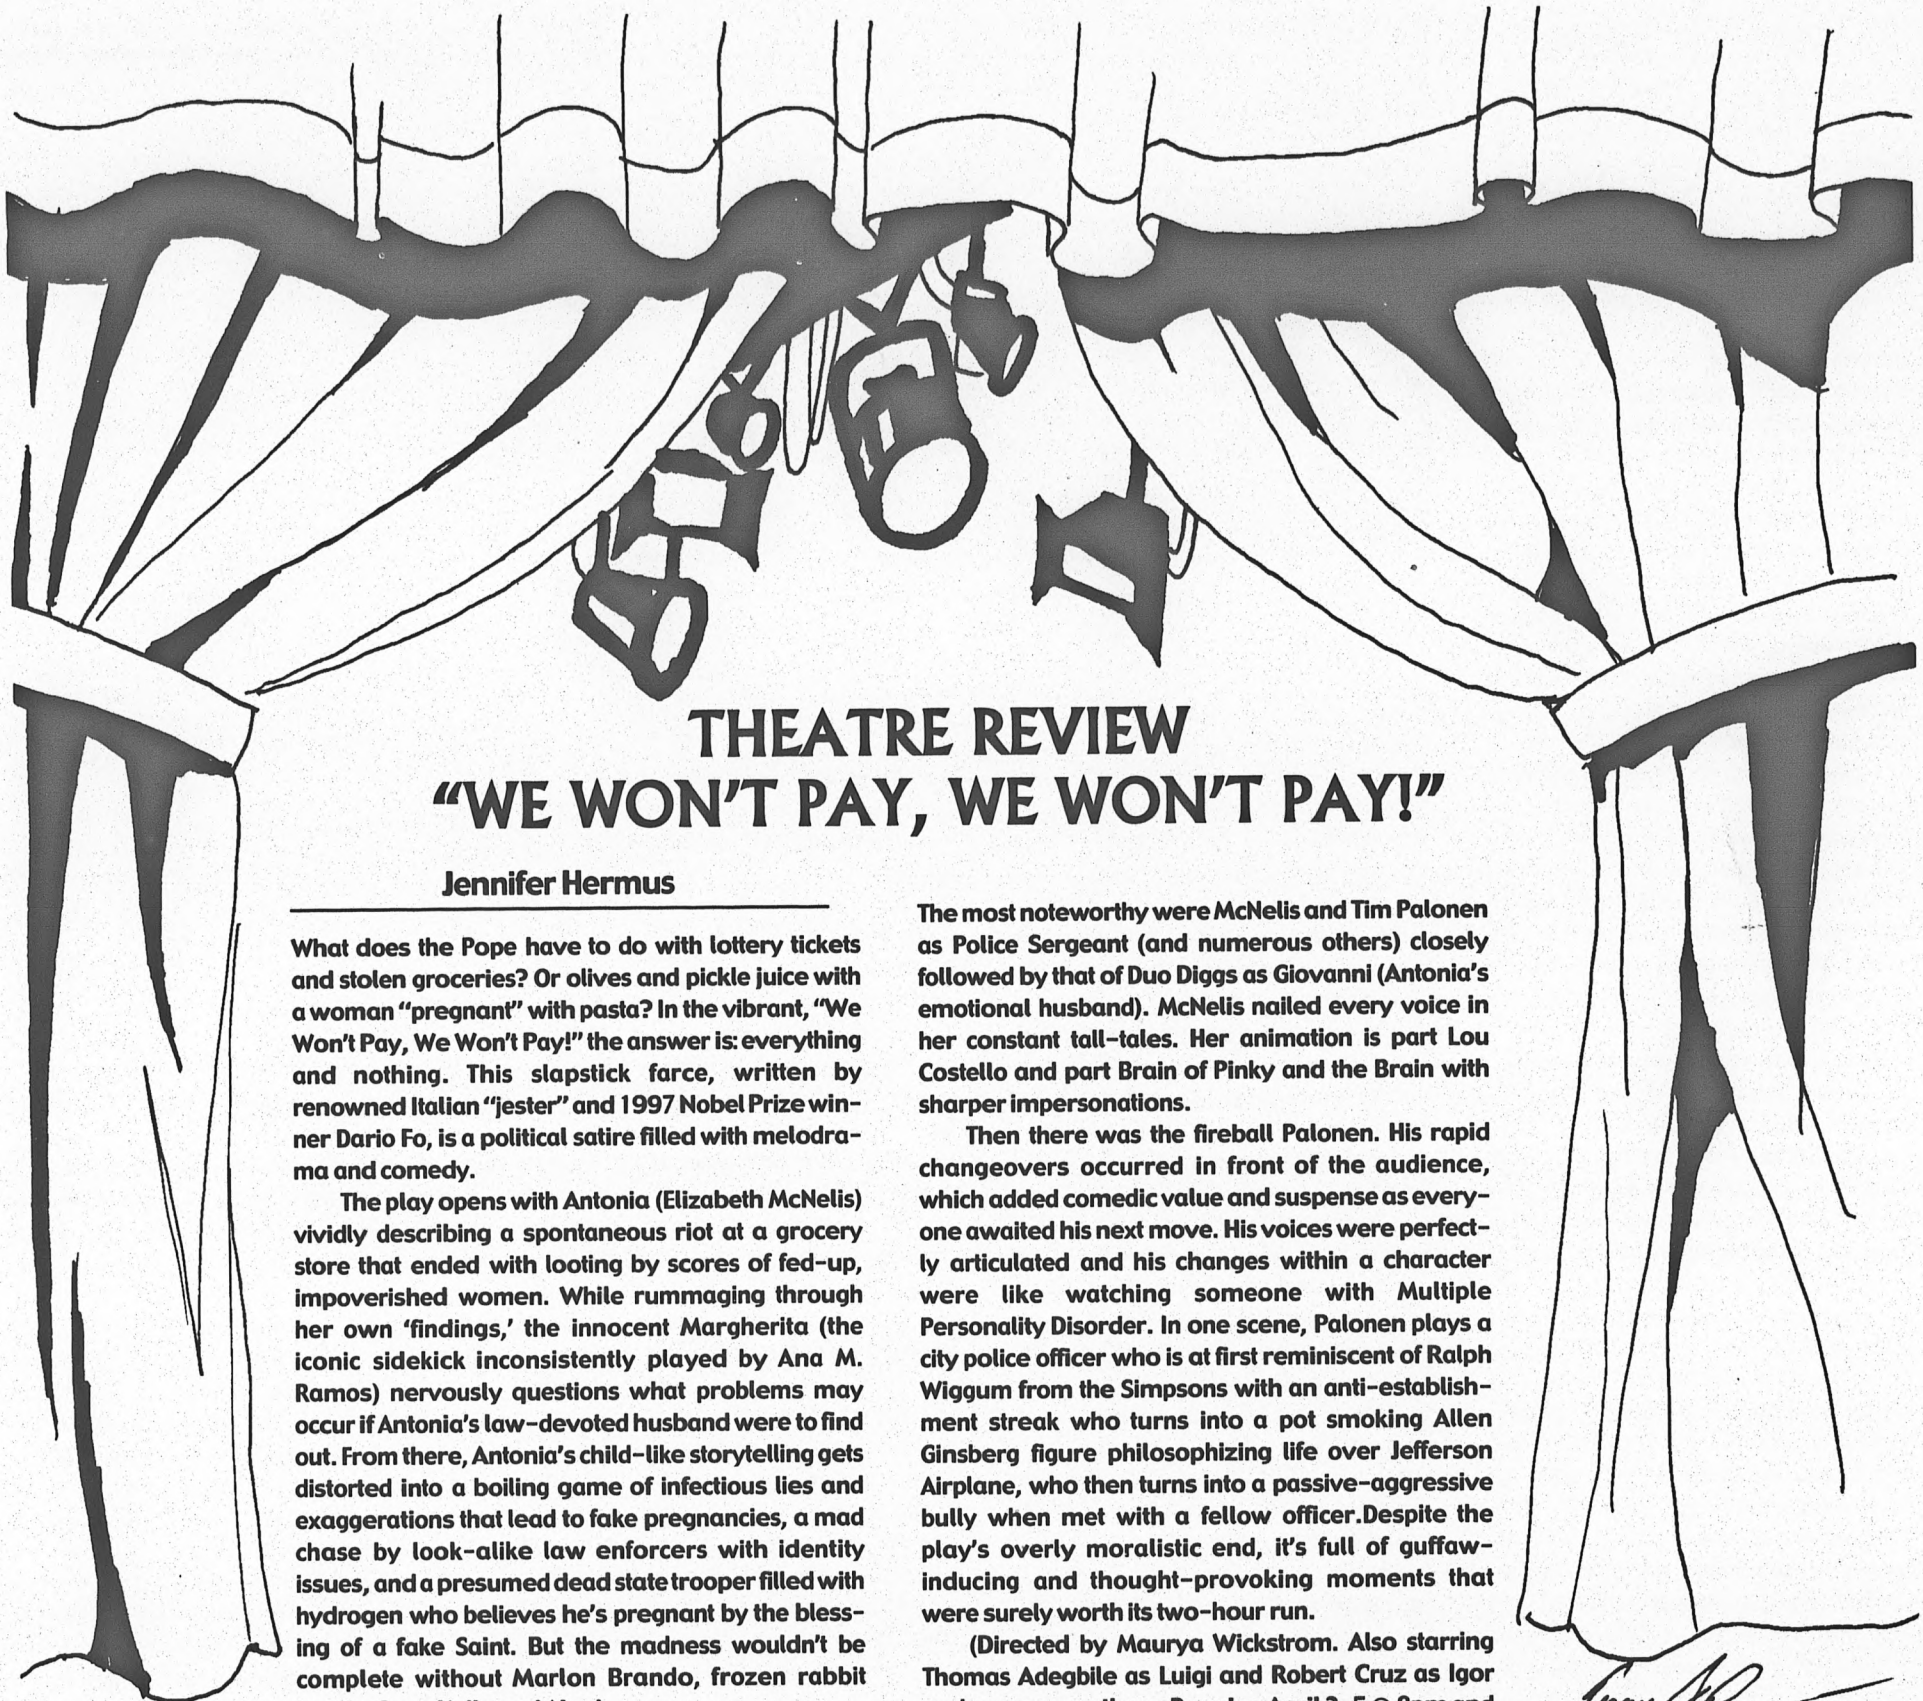 THEATRE REVIEW
“WE WON'T PAY, WE WON'T PAY!”
Jennifer Hermus
What does the Pope have to do with lottery tickets
and stolen groceries? Or olives and pickle juice with
a woman “pregnant” with pasta? In the vibrant, “We
Won't Pay, We Won't Pay!” the answer is: everything
and nothing. This slapstick farce, written by
renowned Italian “jester” and 1997 Nobel Prize win-
ner Dario Fo, is a political satire filled with melodra-
ma and comedy.
The play opens with Antonia (Elizabeth McNelis)
vividly describing a spontaneous riot at a grocery
store that ended with looting by scores of fed-up,
impoverished women. While rummaging through
her own ‘findings,’ the innocent Margherita (the
iconic sidekick inconsistently played by Ana M.
Ramos) nervously questions what problems may
occur if Antonia's law-devoted husband were to find
out. From there, Antonia's child-like storytelling gets
distorted into a boiling game of infectious lies and
exaggerations that lead to fake pregnancies, a mad
chase by look-alike law enforcers with identity
issues, and a presumed dead state trooper filled with
hydrogen who believes he's pregnant by the bless-
ing of a fake Saint. But the madness wouldn't be
complete without Marlon Brando, frozen rabbit
The most noteworthy were McNelis and Tim Palonen
as Police Sergeant (and numerous others) closely
followed by that of Duo Diggs as Giovanni (Antonia's
emotional husband). McNelis nailed every voice in
her constant tall-tales. Her animation is part Lou
Costello and part Brain of Pinky and the Brain with
sharper impersonations.
Then there was the fireball Palonen. His rapid
changeovers occurred in front of the audience,
which added comedic value and suspense as every-
one awaited his next move. His voices were perfect-
ly articulated and his changes within a character
were like watching someone with Multiple
Personality Disorder. In one scene, Palonen plays a
city police officer who is at first reminiscent of Ralph
Wiggum from the Simpsons with an anti-establish-
ment streak who turns into a pot smoking Allen
Ginsberg figure philosophizing life over Jefferson
Airplane, who then turns into a passive-aggressive
bully when met with a fellow officer.Despite the
play's overly moralistic end, it's full of guffaw-
inducing and thought-provoking moments that
were surely worth its two-hour run.
(Directed by Maurya Wickstrom. Also starring
Thomas Adegbile as Luigi and Robert Cruz as Igor